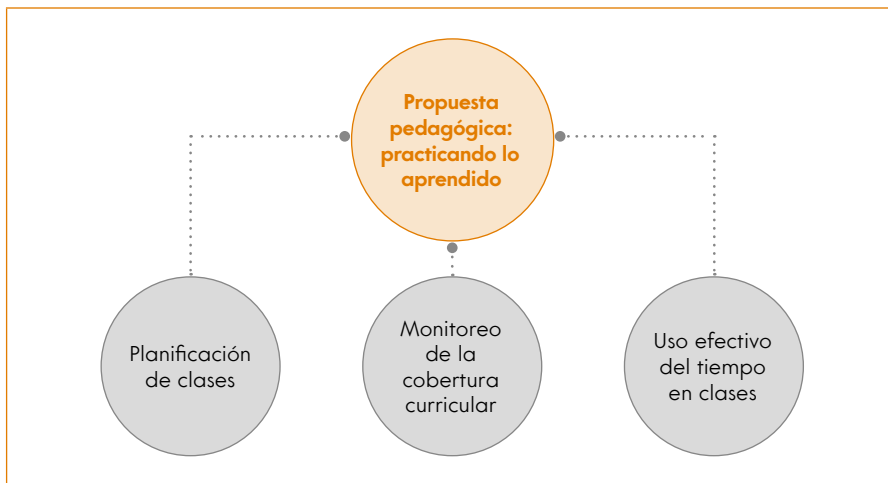 Propuesta
pedagógica:
practicando lo
aprendido
Planificación
de clases
Monitoreo
de la
cobertura
curricular
Uso efectivo
del tiempo
en clases